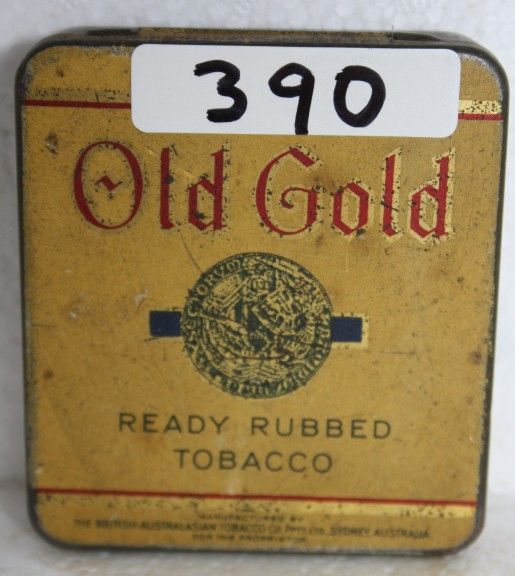 390
Old Gold
READY RUBBED
TOBACCO
MANUFACTURED BY
THE BRITISH-AUSTRALASIAN TOBACCO CO. PTY. LTD. SYDNEY, AUSTRALIA
FOR THE PROPRIETOR